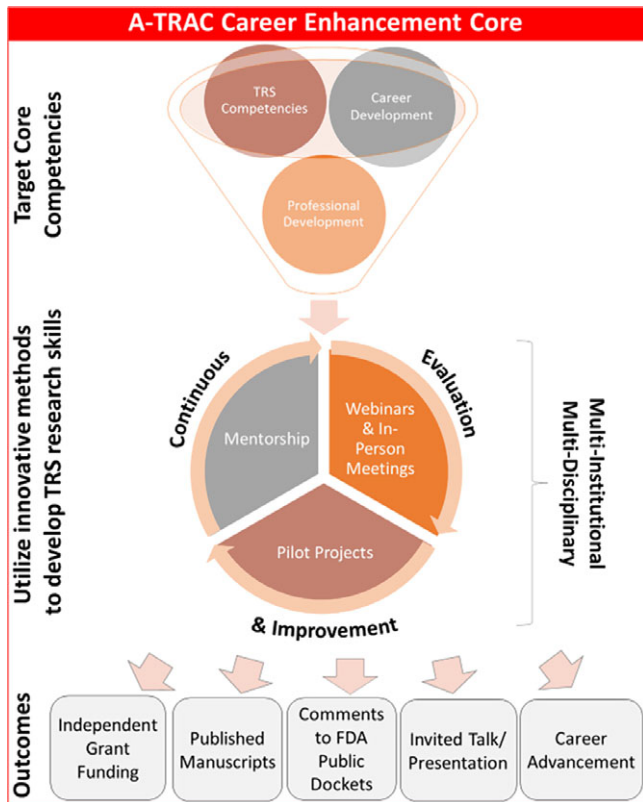 A-TRAC Career Enhancement Core
Target Core
Competencies
TRS
Competencies
Career
Development
Professional
Development
Utilize innovative methods
to develop TRS research skills
Continuous
Evaluation
& Improvement
Mentorship
Webinars
& In-
Person
Meetings
Pilot Projects
Multi-Institutional
Multi-Disciplinary
Outcomes
Independent
Grant
Funding
Published
Manuscripts
Comments
to FDA
Public
Dockets
Invited Talk/
Presentation
Career
Advancement